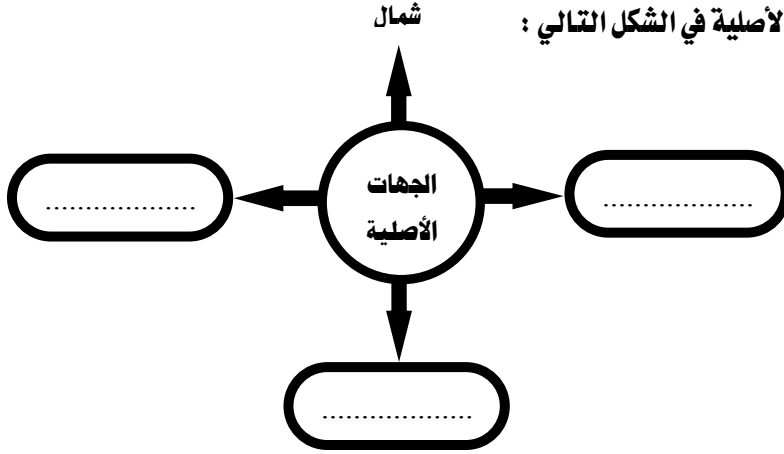 لأصلية في الشكل التالي :
شمال
الجهات
الأصلية
..................
..................
..................